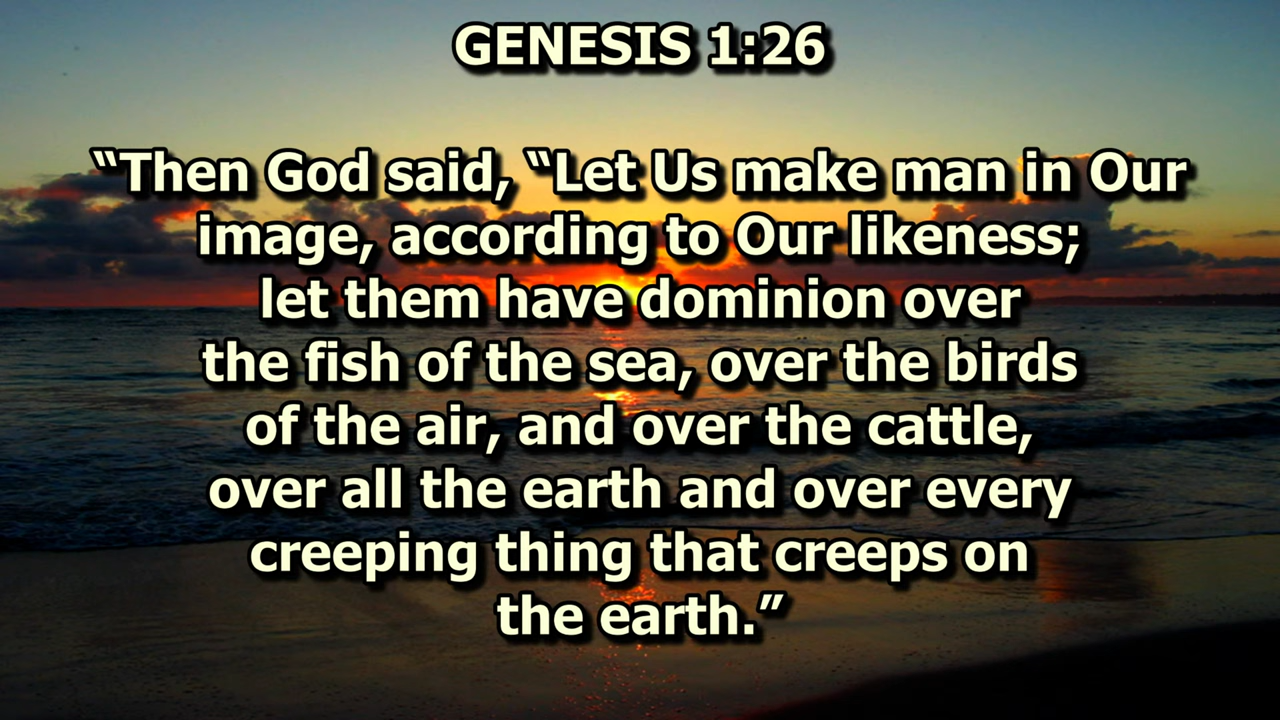 GENESIS 1:26
“Then God said, “Let Us make man in Our
image, according to Our likeness;
let them have dominion over
the fish of the sea, over the birds
of the air, and over the cattle,
over all the earth and over every
creeping thing that creeps on
the earth.”